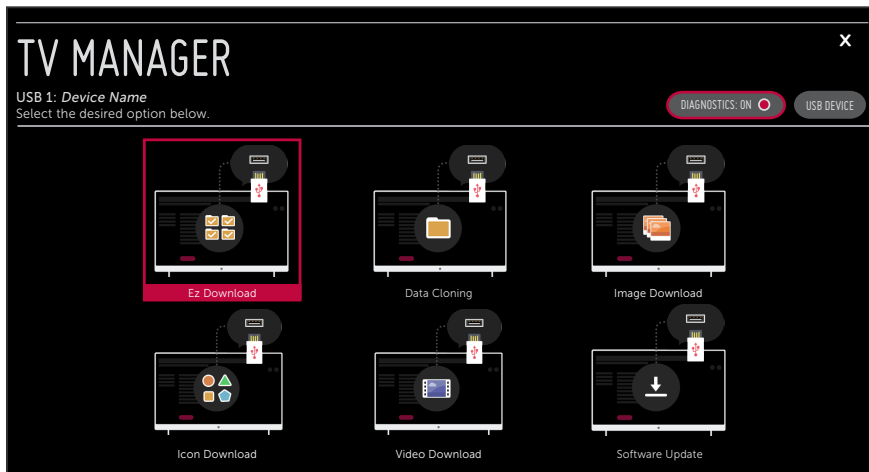 X
TV MANAGER
USB 1: Device Name
Select the desired option below.
DIAGNOSTICS: ON
USB DEVICE
Ez Download
Data Cloning
Image Download
Icon Download
Video Download
Software Update